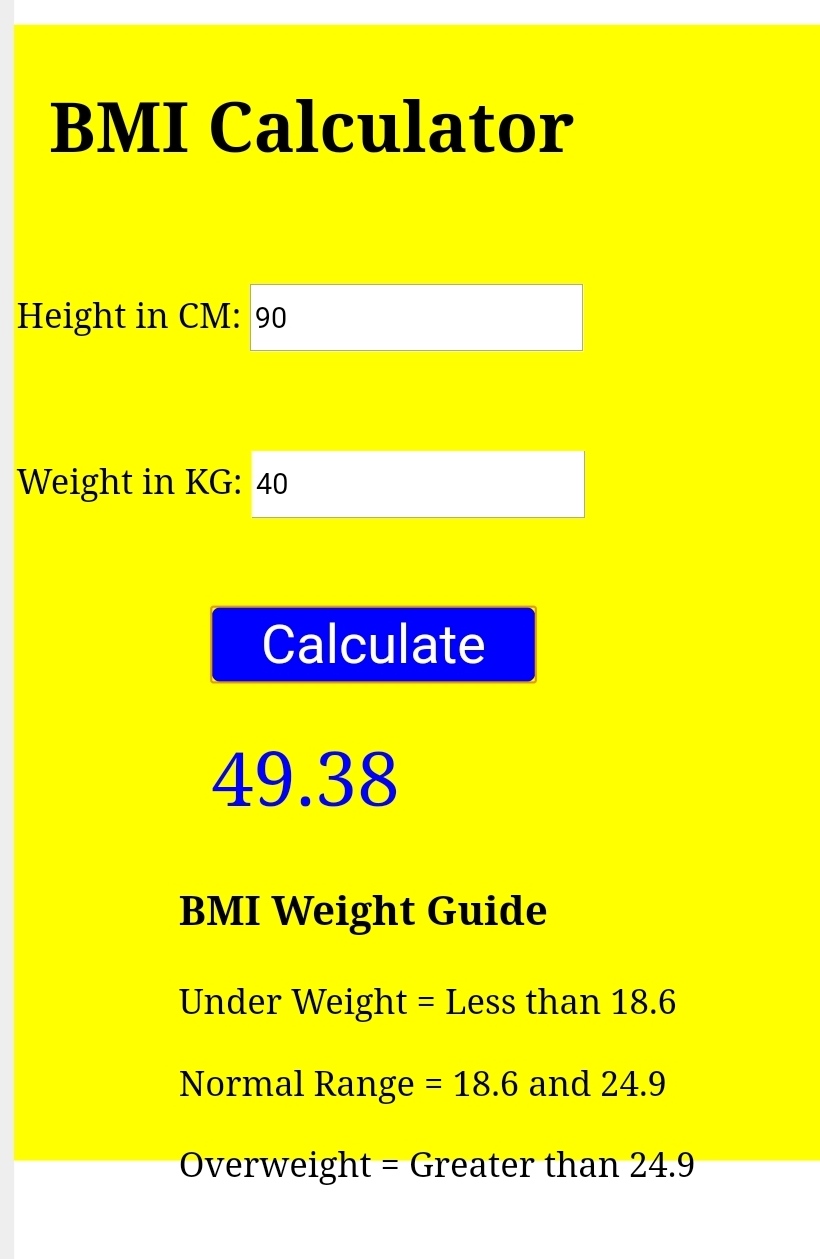 BMI Calculator
Height in CM: 90
Weight in KG: 40
Calculate
49.38
BMI Weight Guide
Under Weight = Less than 18.6
Normal Range = 18.6 and 24.9
Overweight = Greater than 24.9